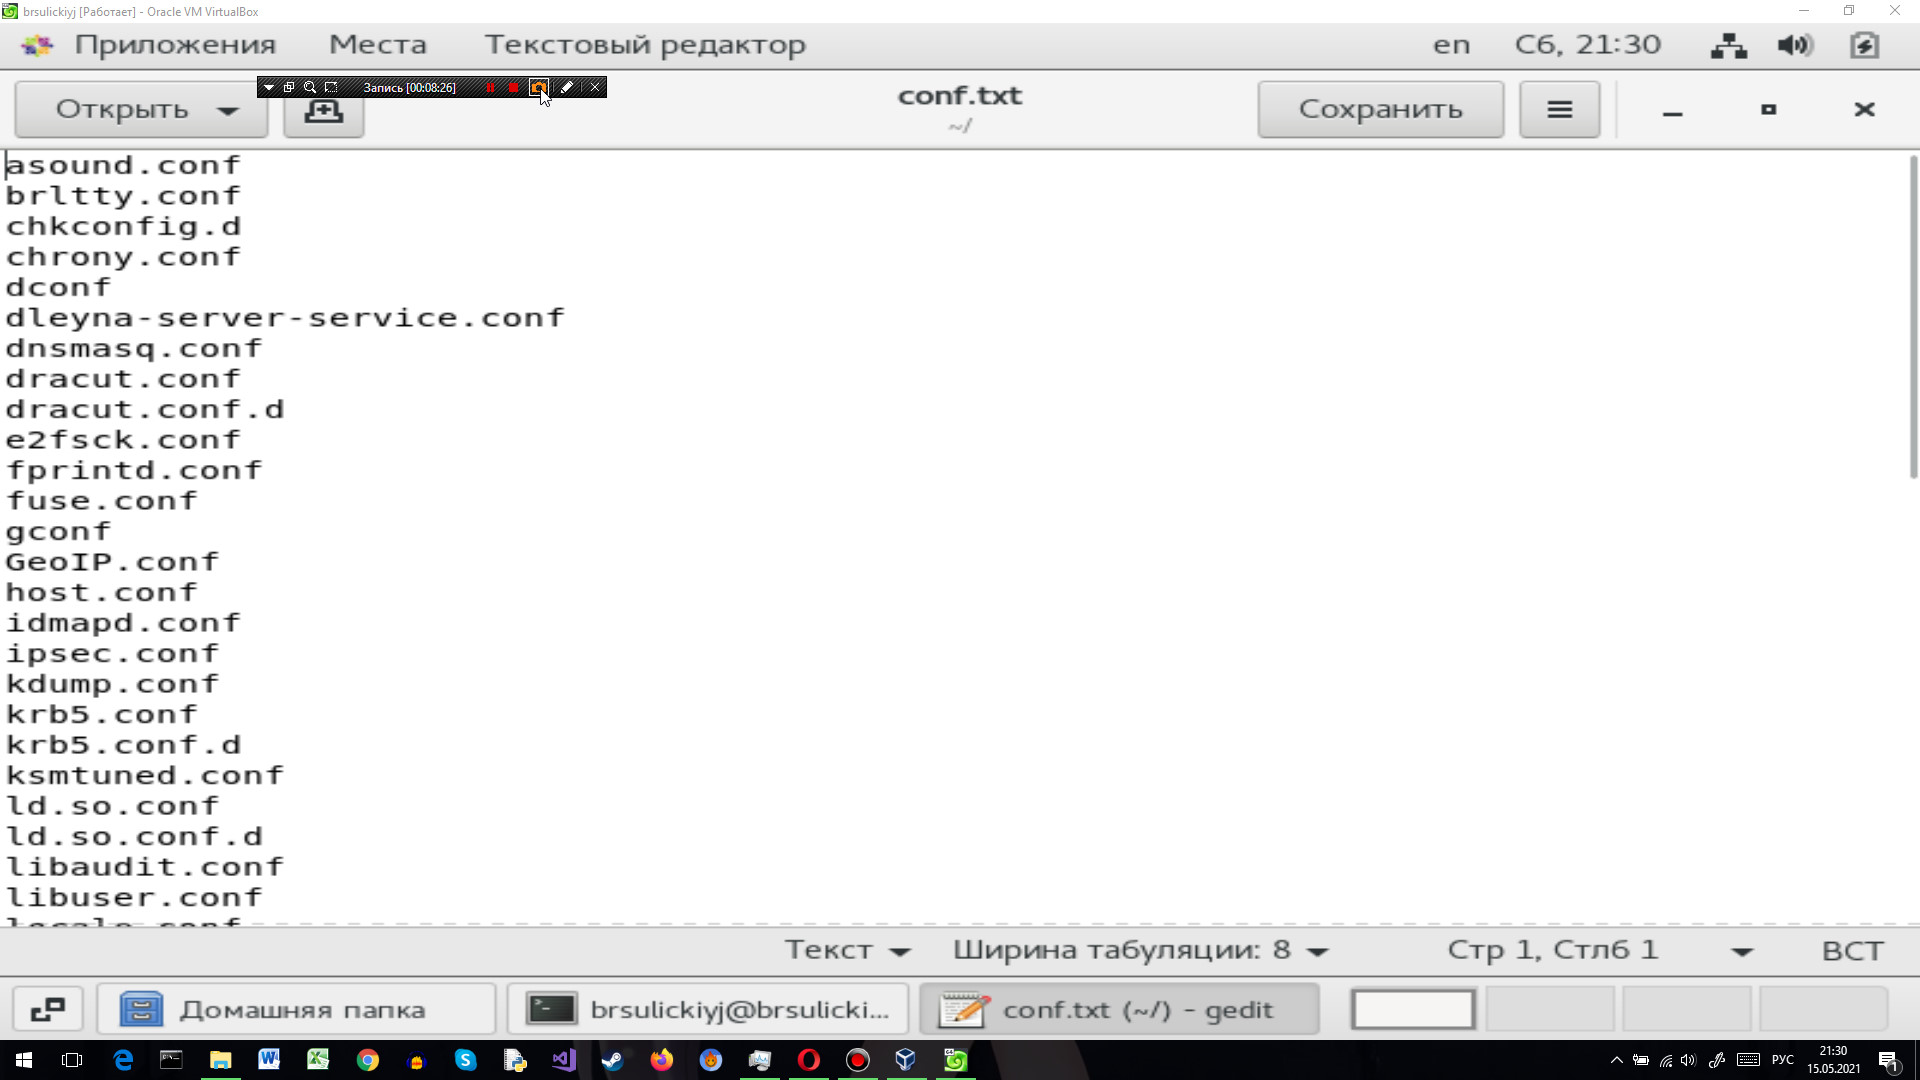 brsulickiyj [Работает] - Oracle VM VirtualBox
Приложения Места Текстовый редактор en Сб, 21:30
Запись [00:08:26]
Открыть conf.txt Сохранить
~/
asound.conf
brltty.conf
chkconfig.d
chrony.conf
dconf
dleyna-server-service.conf
dnsmasq.conf
dracut.conf
dracut.conf.d
e2fsck.conf
fprintd.conf
fuse.conf
gconf
GeoIP.conf
host.conf
idmapd.conf
ipsec.conf
kdump.conf
krb5.conf
krb5.conf.d
ksmtuned.conf
ld.so.conf
ld.so.conf.d
libaudit.conf
libuser.conf
locale.conf
Текст Ширина табуляции: 8 Стр 1, Стлб 1 ВСТ
Домашняя папка brsulickiyj@brsulicki... conf.txt (~/) - gedit
РУС 21:30
15.05.2021 1